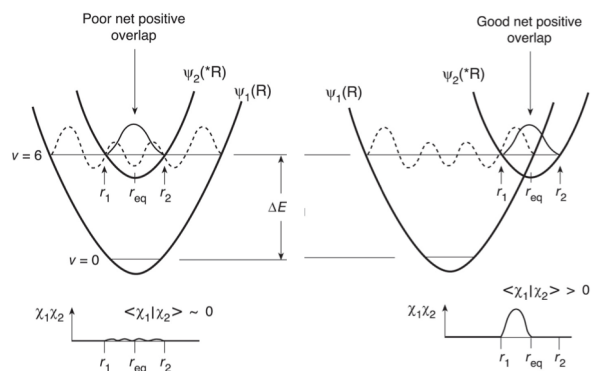 Poor net positive
overlap
ψ2(*R)
ψ1(R)
v = 6
r1
req
r2
ΔE
v = 0
χ1χ2
<χ1|χ2> ~ 0
r1
req
r2
Good net positive
overlap
ψ1(R)
ψ2(*R)
r1
req
r2
χ1χ2
<χ1|χ2> > 0
r1
req
r2